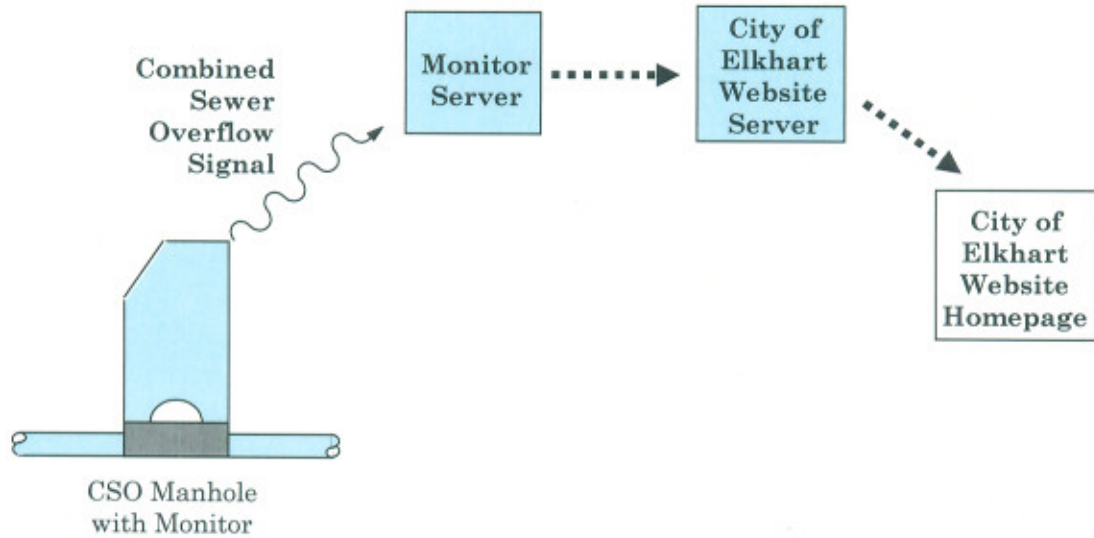 Combined
Sewer
Overflow
Signal
Monitor
Server
City of
Elkhart
Website
Server
City of
Elkhart
Website
Homepage
CSO Manhole
with Monitor